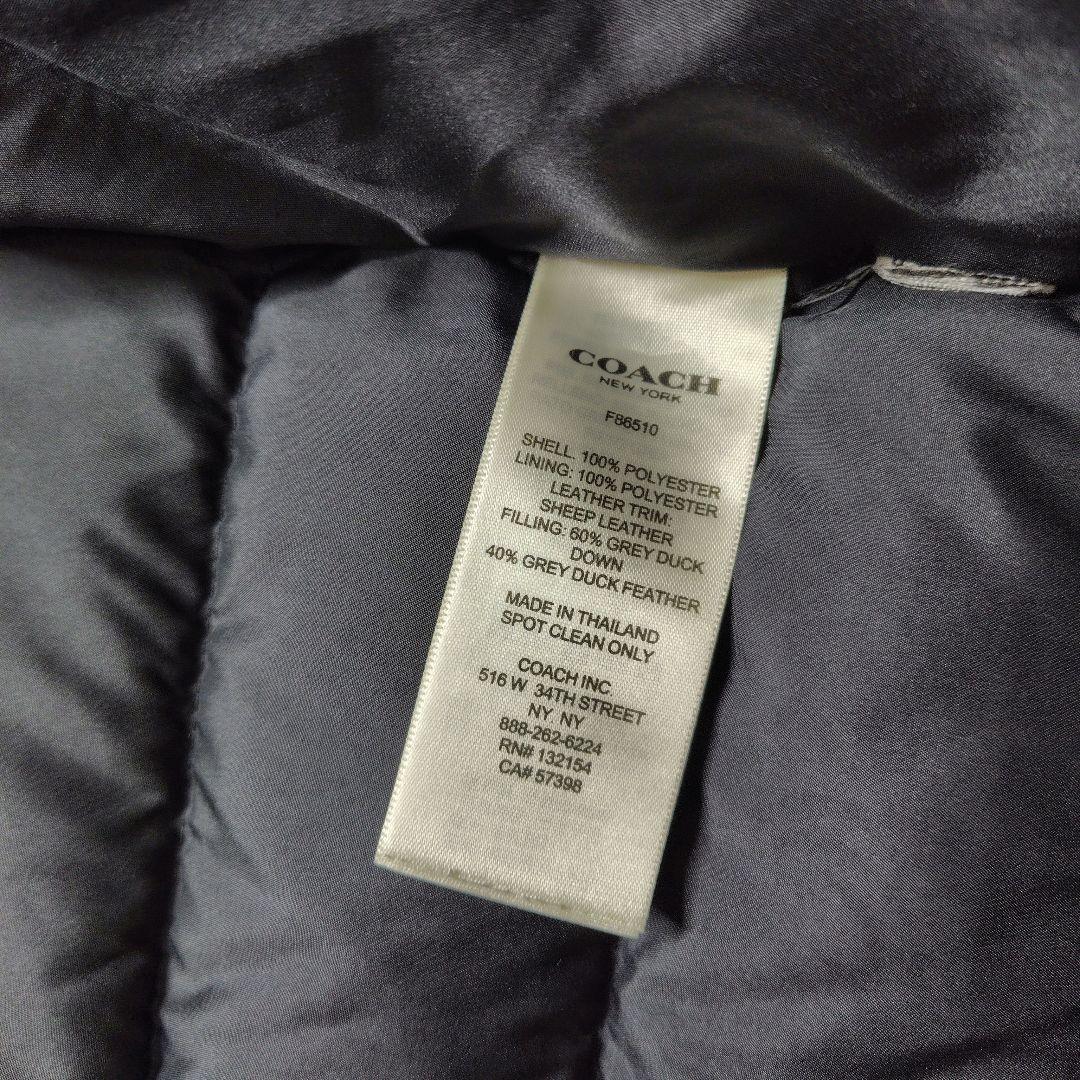 COACH
NEW YORK
F86510
SHELL. 100% POLYESTER
LINING: 100% POLYESTER
LEATHER TRIM:
SHEEP LEATHER
FILLING: 60% GREY DUCK
DOWN
40% GREY DUCK FEATHER
MADE IN THAILAND
SPOT CLEAN ONLY
COACH INC
516 W 34TH STREET
NY NY
888-262-6224
RN# 132154
CA# 57398